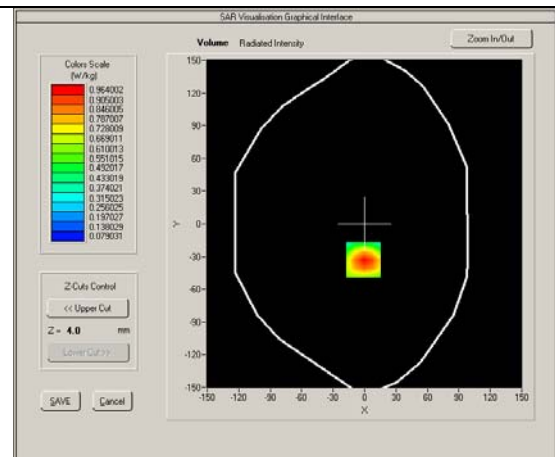 SAR Visualisation Graphical Interface
Volume Radiated Intensity
Zoom In/Out
Colors Scale
(W/kg)
0.964002
0.905003
0.846005
0.787007
0.728009
0.669011
0.610013
0.551015
0.492017
0.433019
0.374021
0.315023
0.256025
0.197027
0.138029
0.079031
Z-Cuts Control
<< Upper Cut
Z = 4.0 mm
Lower Cut >>
SAVE Cancel
150
120
90
60
30
0
-30
-60
-90
-120
-150
Y
-150 -120 -90 -60 -30 0 30 60 90 120 150
X